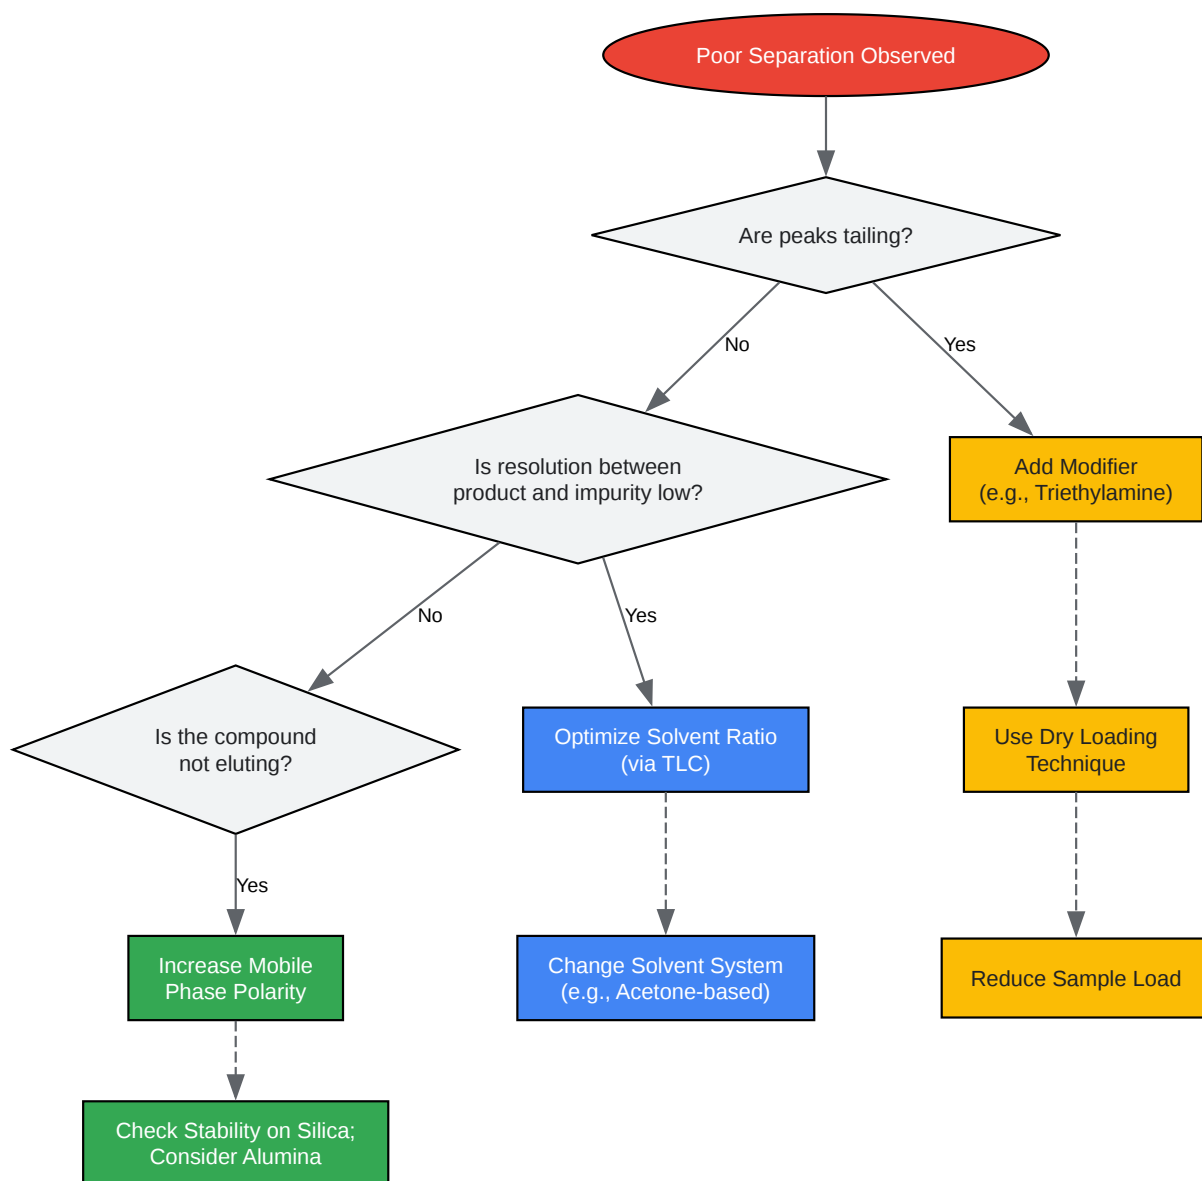 Poor Separation Observed
Are peaks tailing?
No
Yes
Is resolution between
product and impurity low?
Add Modifier
(e.g., Triethylamine)
No
Yes
Is the compound
not eluting?
Optimize Solvent Ratio
(via TLC)
Use Dry Loading
Technique
Yes
Increase Mobile
Phase Polarity
Change Solvent System
(e.g., Acetone-based)
Reduce Sample Load
Check Stability on Silica;
Consider Alumina